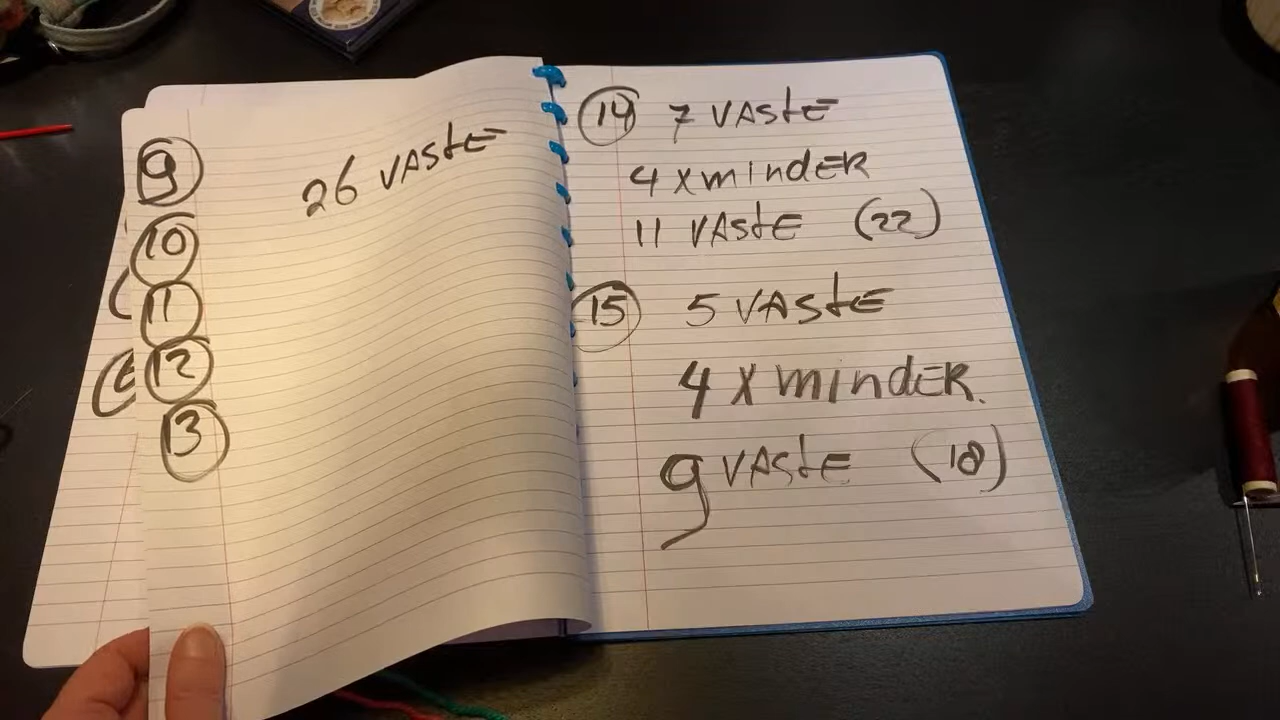 9 26 VASTE
10
11
12
13
14 7 VASTE
4 X MINDER
11 VASTE (22)
15 5 VASTE
4 X MINDER.
9 VASTE (18)